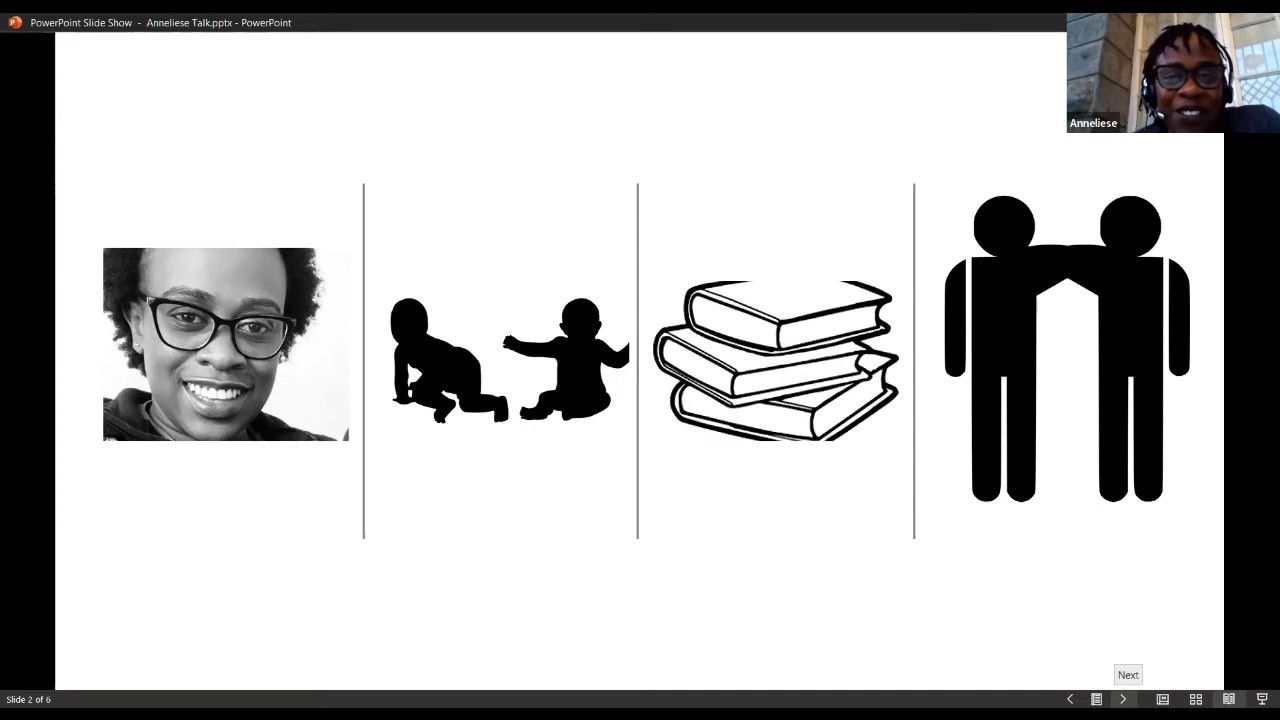 PowerPoint Slide Show - Anneliese Talk.pptx - PowerPoint
Anneliese
Next
Slide 2 of 6